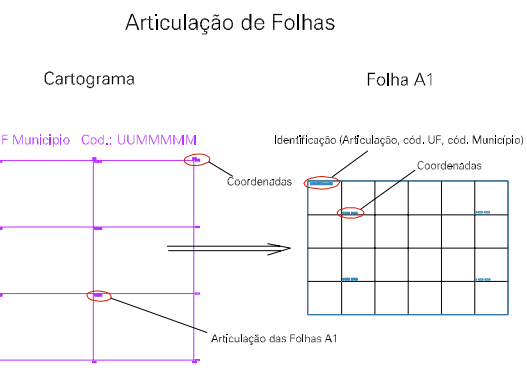 Articulação de Folhas
Cartograma
Folha A1
F Municipio Cod.: UUMMMMM
Identificação (Articulação, cód. UF, cód. Município)
Coordenadas
Coordenadas
Articulação das Folhas A1